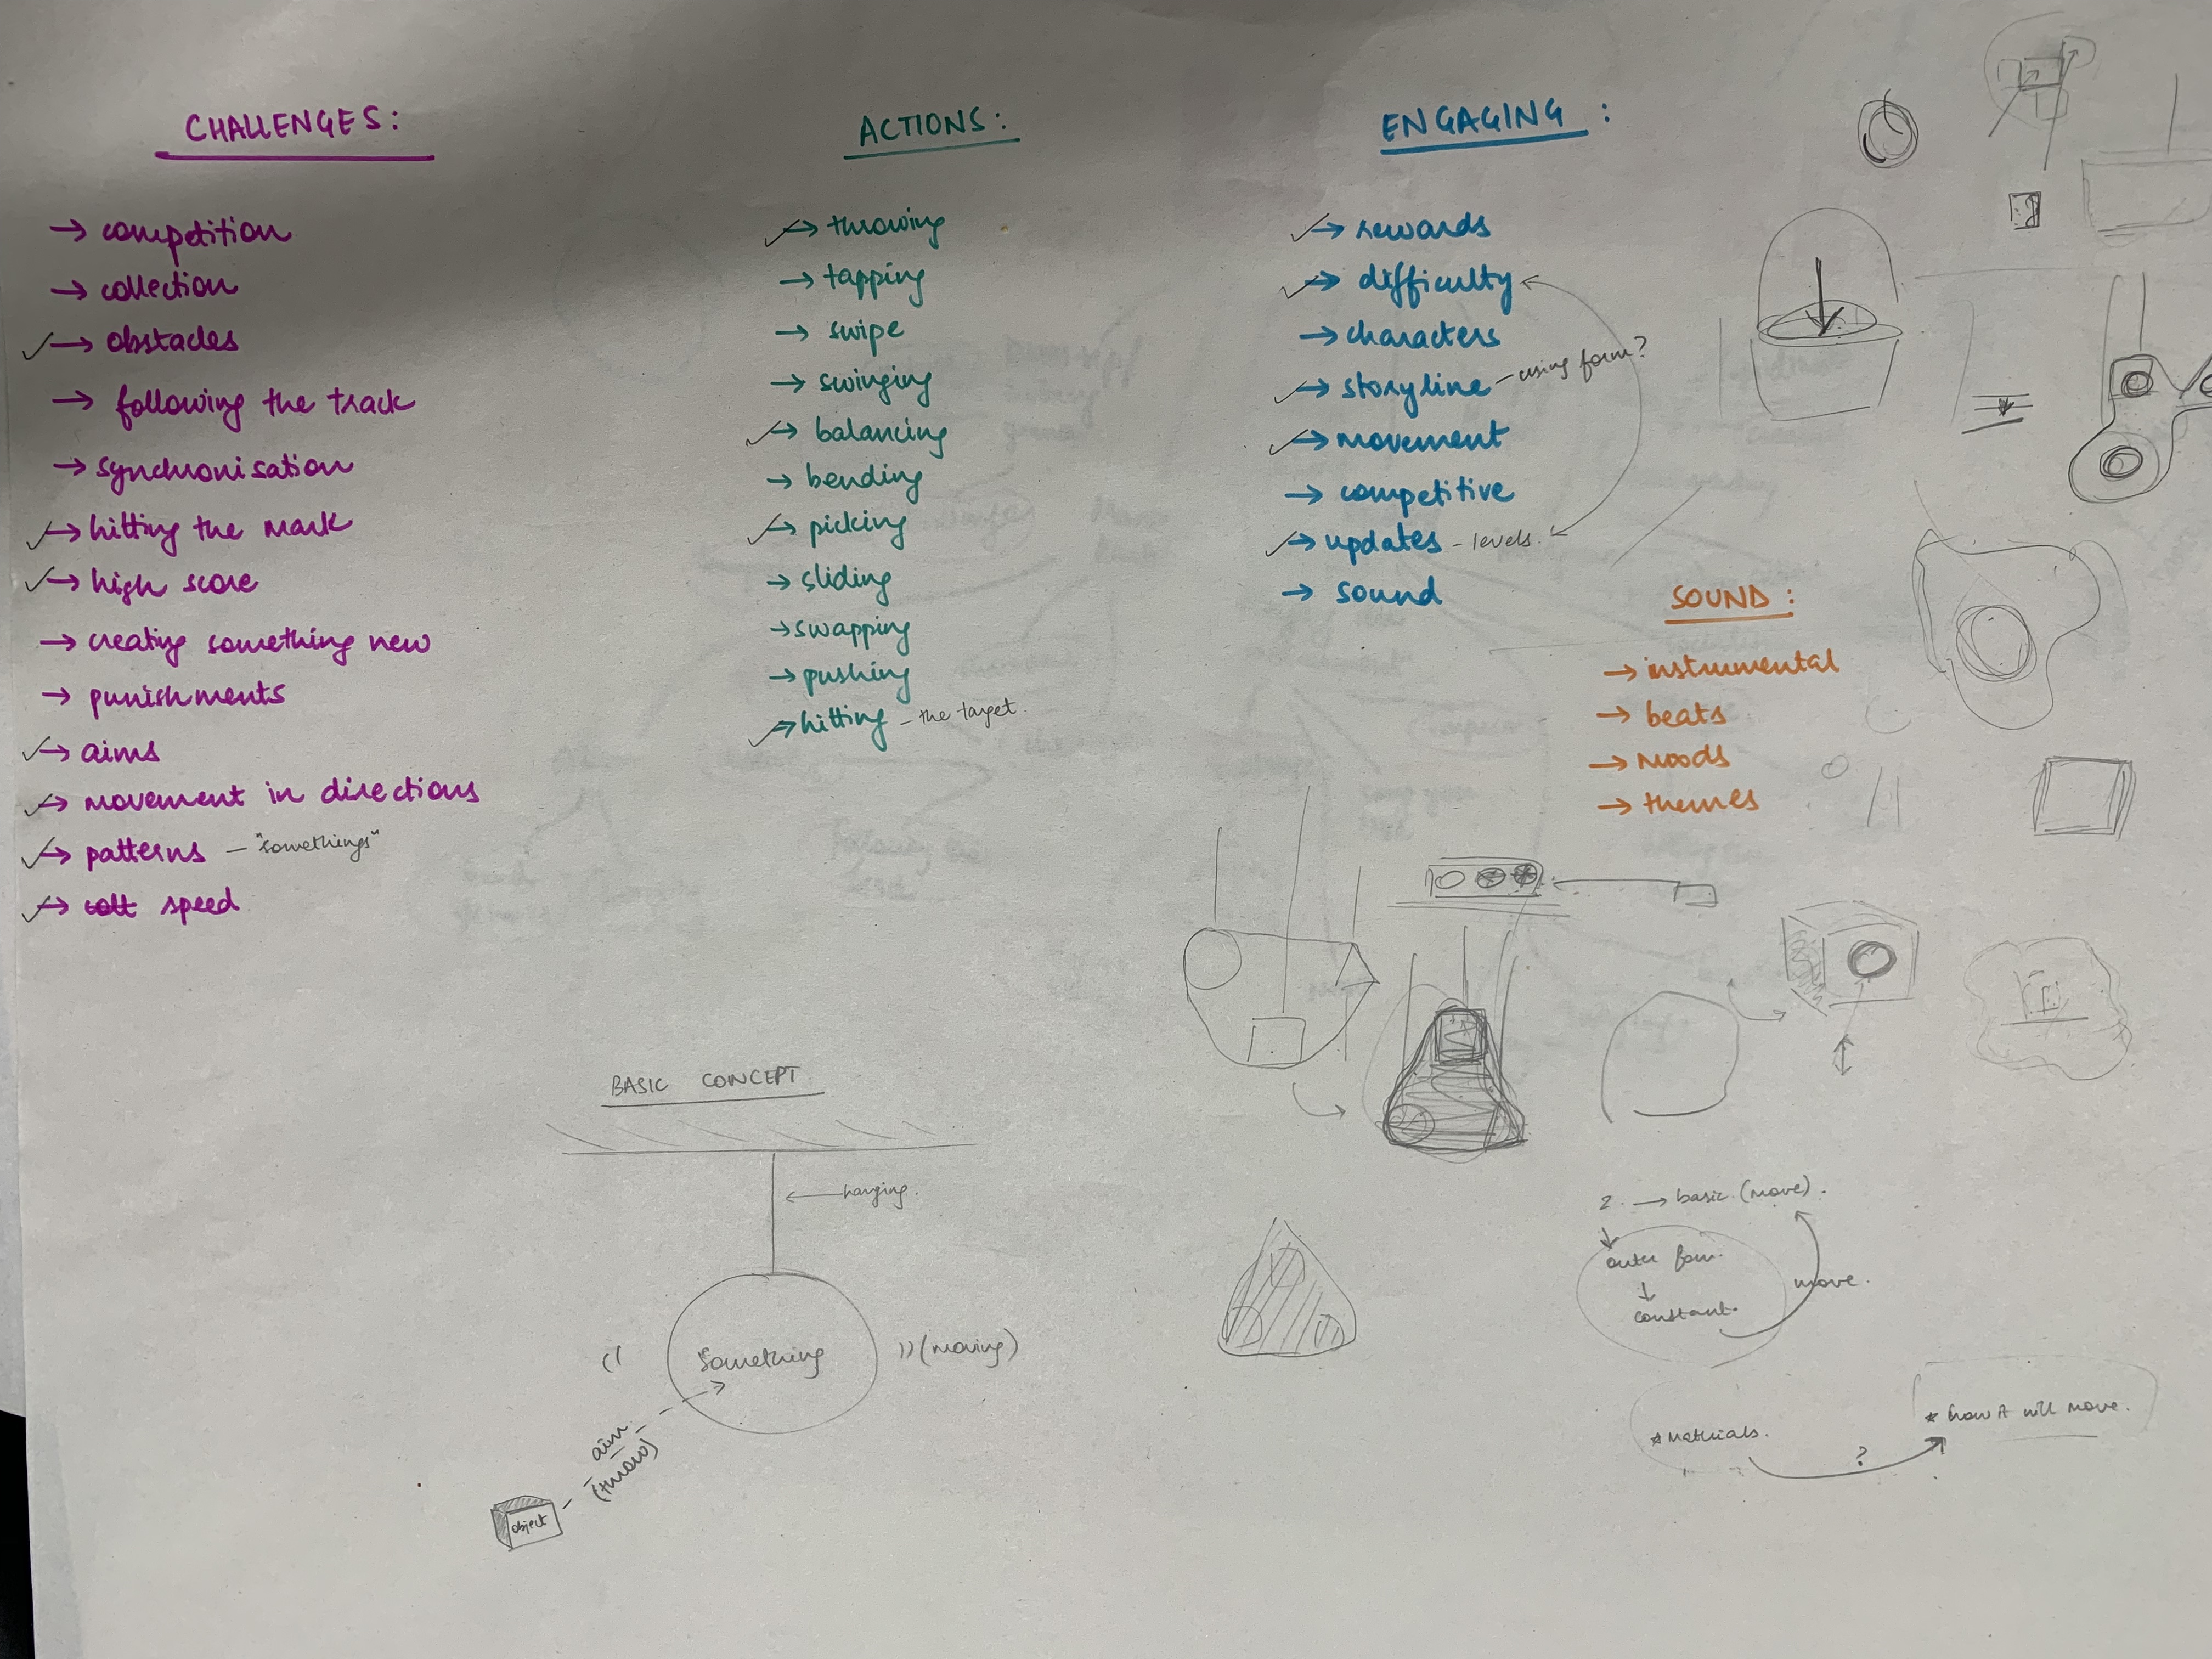 CHALLENGES:
→ competition
→ collection
✓→ obstacles
→ following the track
→ synchronisation
✓→ hitting the mark
✓→ high score
→ creating something new
→ punishments
✓→ aims
✓→ movement in directions
✓→ patterns – "somethings"
✓→ speed
ACTIONS:
✓→ throwing
→ tapping
→ swipe
→ swinging
✓→ balancing
→ bending
✓→ picking
→ sliding
→ swapping
→ pushing
✓→ hitting – the target.
ENGAGING:
✓→ rewards
✓→ difficulty
→ characters
✓→ storyline – using form?
✓→ movement
→ competitive
✓→ updates – levels.
→ sound
SOUND:
→ instrumental
→ beats
→ moods
→ themes
BASIC CONCEPT
← hanging.
"Something
)) (moving)
aim
(throw)
object
2. → basic (move).
↓
outer form.
↓
constant.
move.
* Materials.
?
* how it will move.